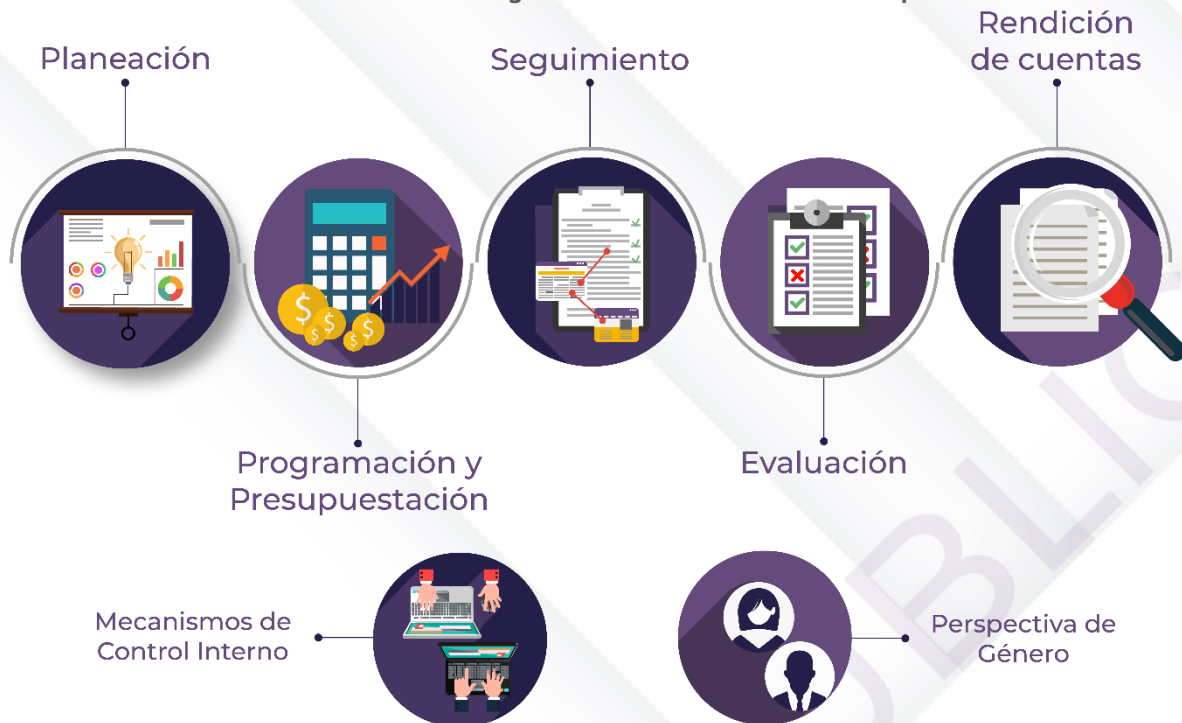 Planeación
Seguimiento
Rendición
de cuentas
Programación y
Presupuestación
Evaluación
Mecanismos de
Control Interno
Perspectiva de
Género